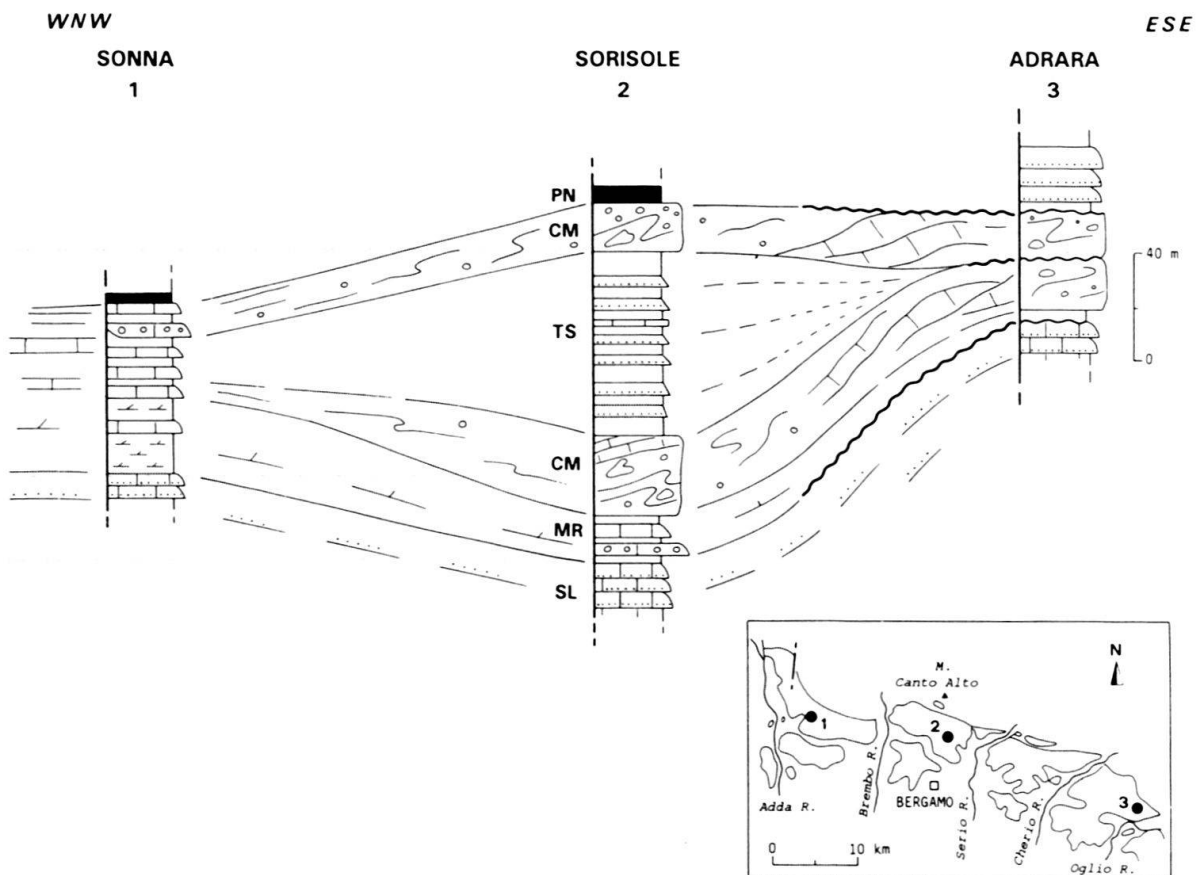 WNW
ESE
SONNA
1
SORISOLE
2
ADRARA
3
PN
CM
TS
CM
MR
SL
40 m
0
N
M.
Canto Alto
1
2
3
Adda R.
Brembo R.
BERGAMO
Serio R.
Cherio R.
Oglio R.
0 10 km